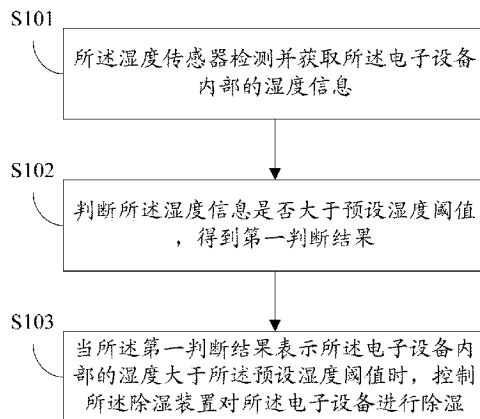 S101
所述湿度传感器检测并获取所述电子设备
内部的湿度信息
S102
判断所述湿度信息是否大于预设湿度阈值
，得到第一判断结果
S103
当所述第一判断结果表示所述电子设备内
部的湿度大于所述预设湿度阈值时，控制
所述除湿装置对所述电子设备进行除湿